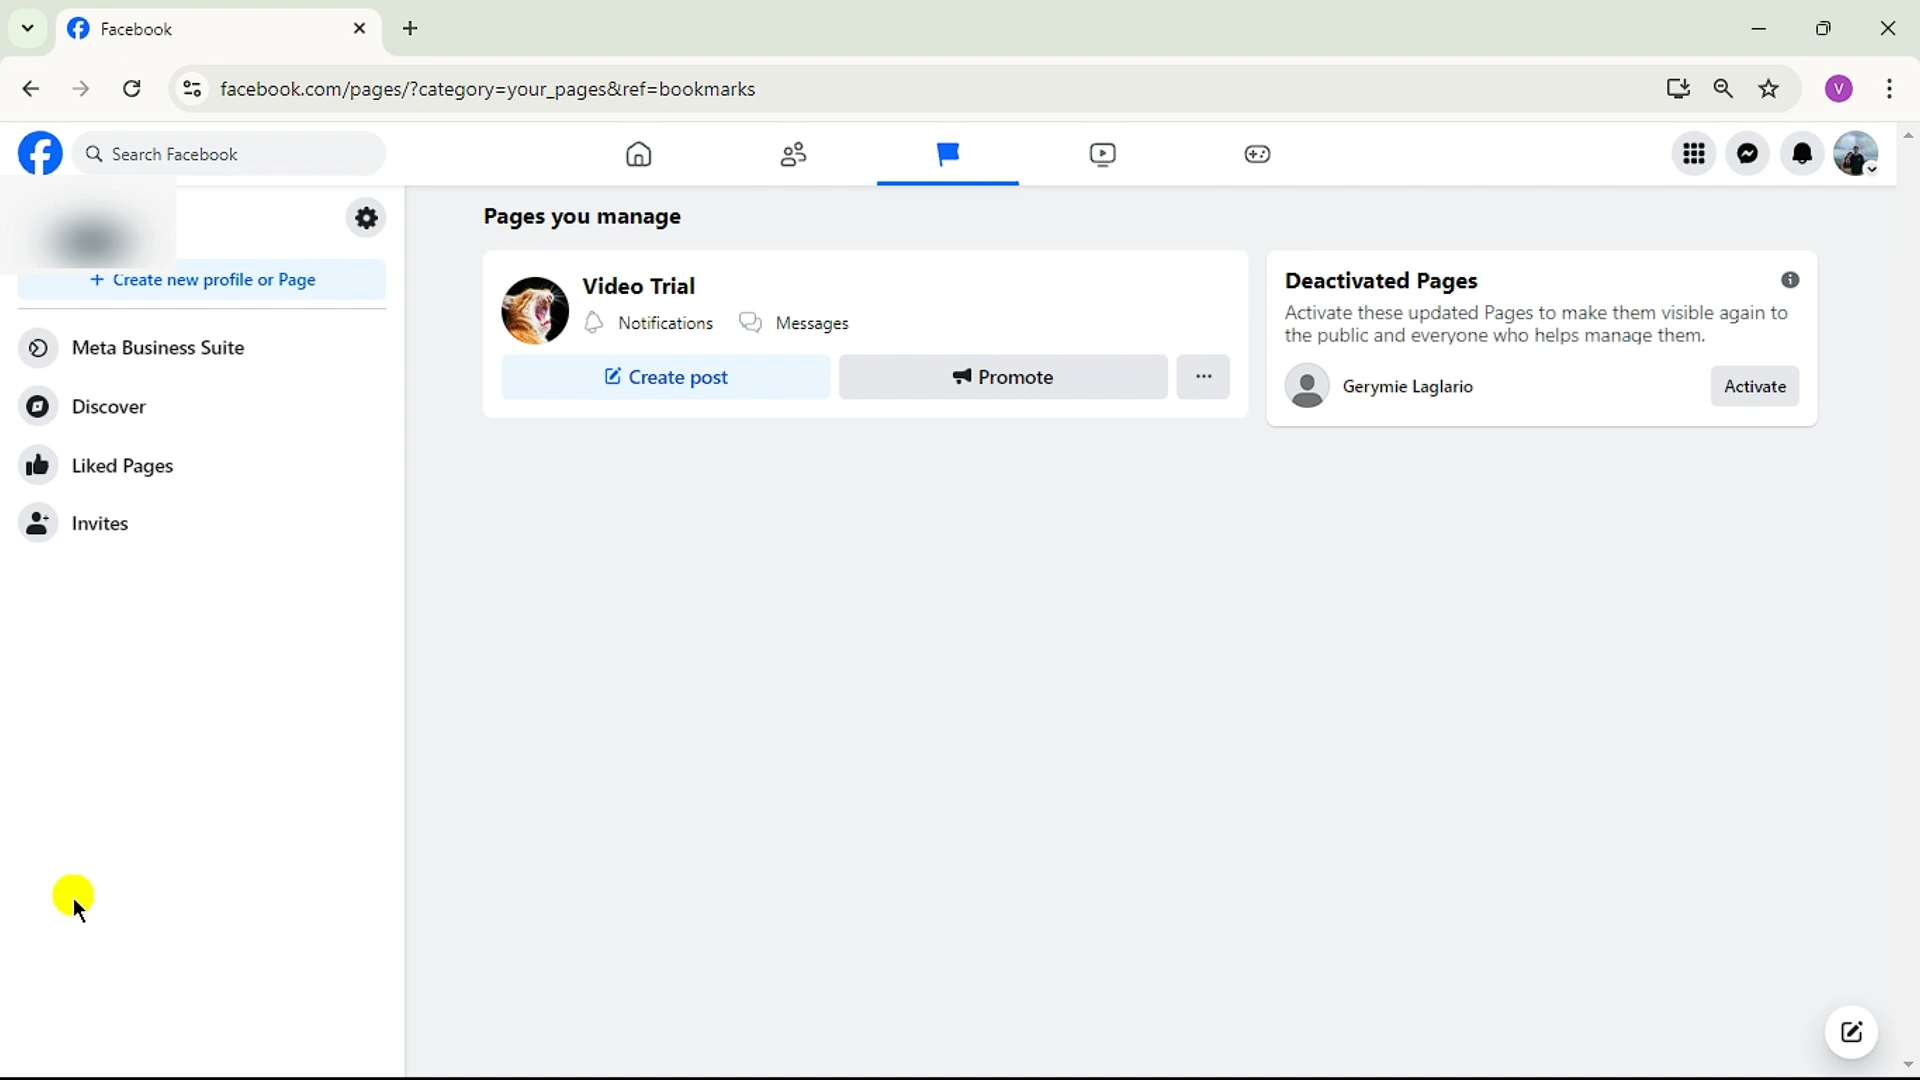 Facebook
facebook.com/pages/?category=your_pages&ref=bookmarks
V
Search Facebook
+ Create new profile or Page
Meta Business Suite
Discover
Liked Pages
Invites
Pages you manage
Video Trial
Notifications Messages
Create post Promote ...
Deactivated Pages
Activate these updated Pages to make them visible again to
the public and everyone who helps manage them.
Gerymie Laglario Activate